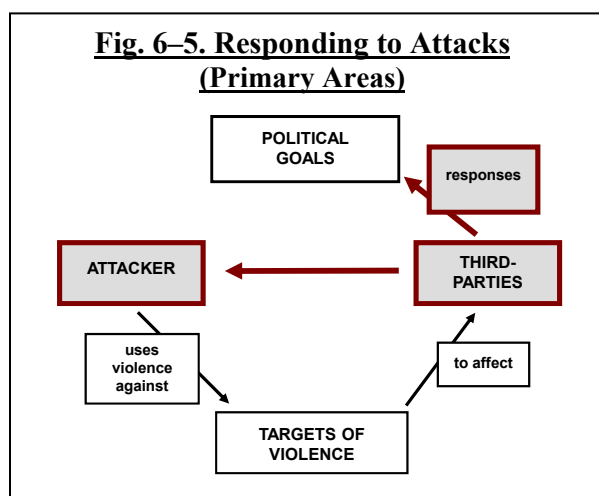 Fig. 6–5. Responding to Attacks
(Primary Areas)
POLITICAL
GOALS
responses
ATTACKER
THIRD-
PARTIES
uses
violence
against
to affect
TARGETS OF
VIOLENCE